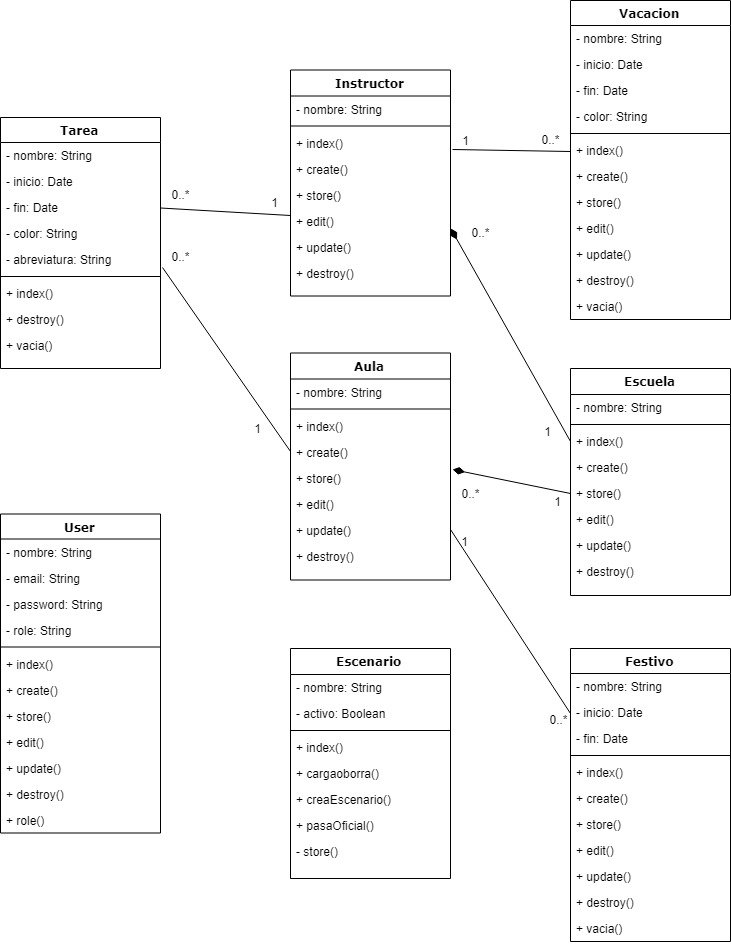 Vacacion
- nombre: String
- inicio: Date
- fin: Date
- color: String
+ index()
+ create()
+ store()
+ edit()
+ update()
+ destroy()
+ vacia()
Instructor
- nombre: String
+ index()
+ create()
+ store()
+ edit()
+ update()
+ destroy()
1
0..*
Tarea
- nombre: String
- inicio: Date
- fin: Date
- color: String
- abreviatura: String
+ index()
+ destroy()
+ vacia()
0..*
1
0..*
1
0..*
1
Aula
- nombre: String
+ index()
+ create()
+ store()
+ edit()
+ update()
+ destroy()
Escuela
- nombre: String
+ index()
+ create()
+ store()
+ edit()
+ update()
+ destroy()
0..*
1
1
0..*
User
- nombre: String
- email: String
- password: String
- role: String
+ index()
+ create()
+ store()
+ edit()
+ update()
+ destroy()
+ role()
Escenario
- nombre: String
- activo: Boolean
+ index()
+ cargaoborra()
+ creaEscenario()
+ pasaOficial()
- store()
Festivo
- nombre: String
- inicio: Date
- fin: Date
+ index()
+ create()
+ store()
+ edit()
+ update()
+ destroy()
+ vacia()